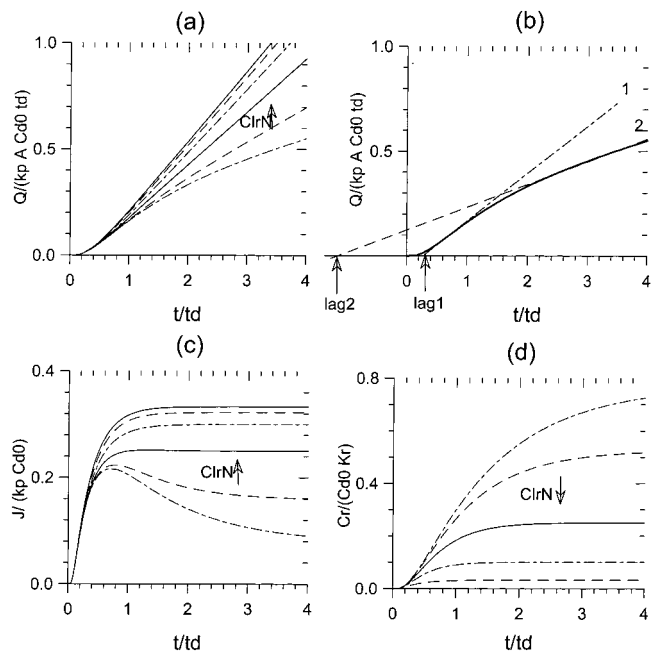 (a)
(b)
Q/(kp A Cd0 td)
1.0
0.5
0.0
ClrN
0 1 2 3 4
t/td
Q/(kp A Cd0 td)
1.0
0.5
0.0
1
2
0 1 2 3 4
lag2
lag1
t/td
(c)
(d)
J/ (kp Cd0)
0.4
0.2
0.0
ClrN
0 1 2 3 4
t/td
Cr/(Cd0 Kr)
0.8
0.4
0.0
ClrN
0 1 2 3 4
t/td